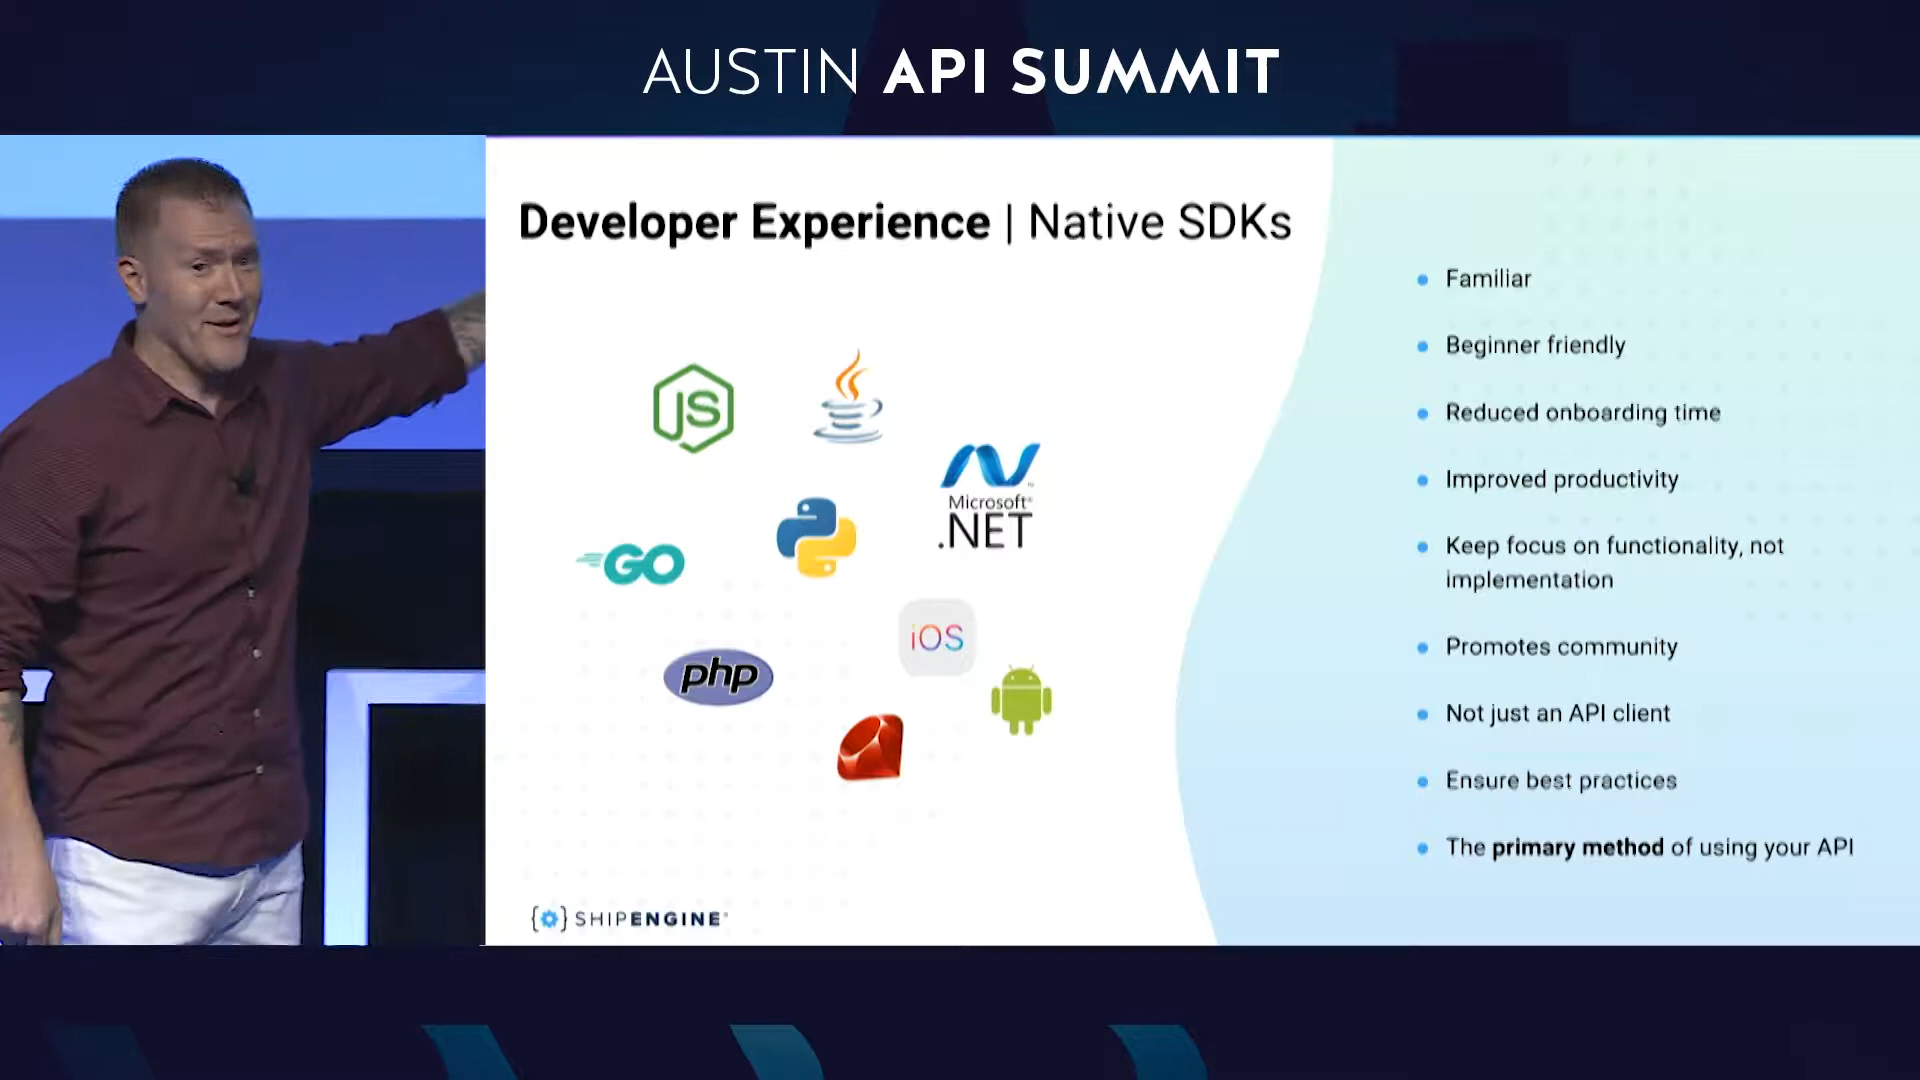 AUSTIN API SUMMIT
Developer Experience | Native SDKs
JS
Microsoft®
.NET
GO
iOS
php
Familiar
Beginner friendly
Reduced onboarding time
Improved productivity
Keep focus on functionality, not
implementation
Promotes community
Not just an API client
Ensure best practices
The primary method of using your API
{ } SHIPENGINE®